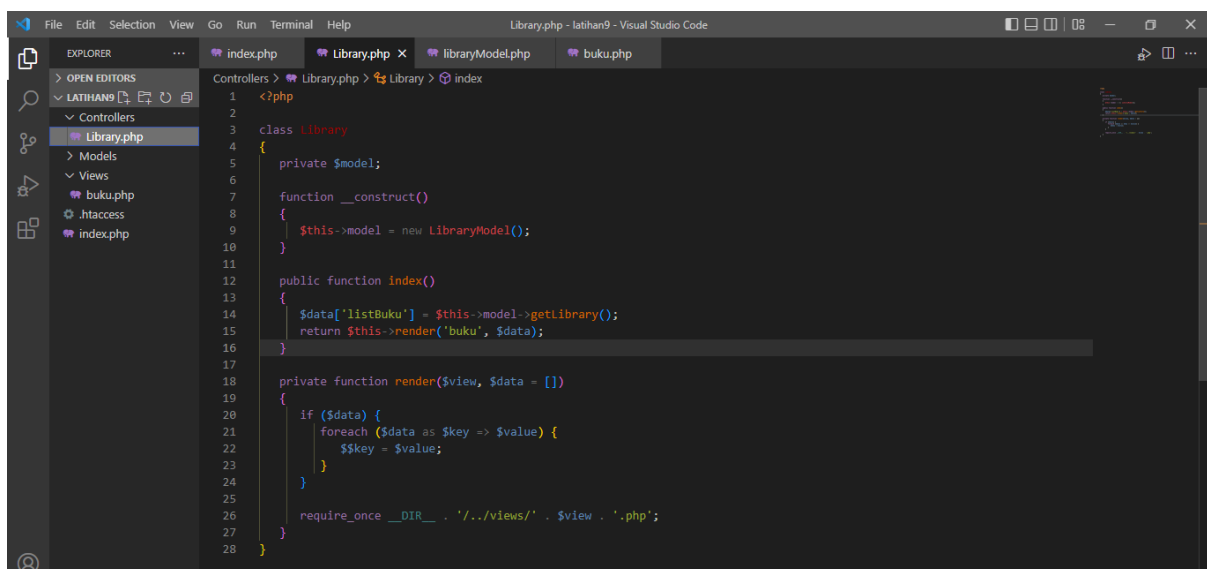 File Edit Selection View Go Run Terminal Help Library.php - latihan9 - Visual Studio Code
EXPLORER ...
index.php Library.php × libraryModel.php buku.php
> OPEN EDITORS
LATIHAN9
Controllers
Library.php
> Models
Views
buku.php
.htaccess
index.php
Controllers > Library.php > Library > index
1 <?php
2
3 class Library
4 {
5 private $model;
6
7 function __construct()
8 {
9 $this->model = new LibraryModel();
10 }
11
12 public function index()
13 {
14 $data['listBuku'] = $this->model->getLibrary();
15 return $this->render('buku', $data);
16 }
17
18 private function render($view, $data = [])
19 {
20 if ($data) {
21 foreach ($data as $key => $value) {
22 $$key = $value;
23 }
24 }
25
26 require_once __DIR__ . '/../views/' . $view . '.php';
27 }
28 }